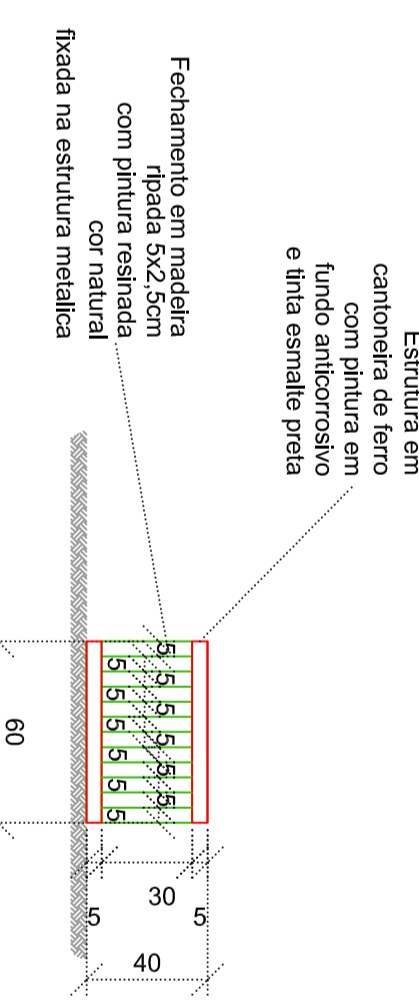 Estrutura em
cantoneira de ferro
com pintura em
fundo anticorrosivo
e tinta esmalte preta
Fechamento em madeira
ripada 5x2,5cm
com pintura resinada
cor natural
fixada na estrutura metalica
5 5 5 5 5 5
5 5 5 5 5 5
5
30
5
40
60